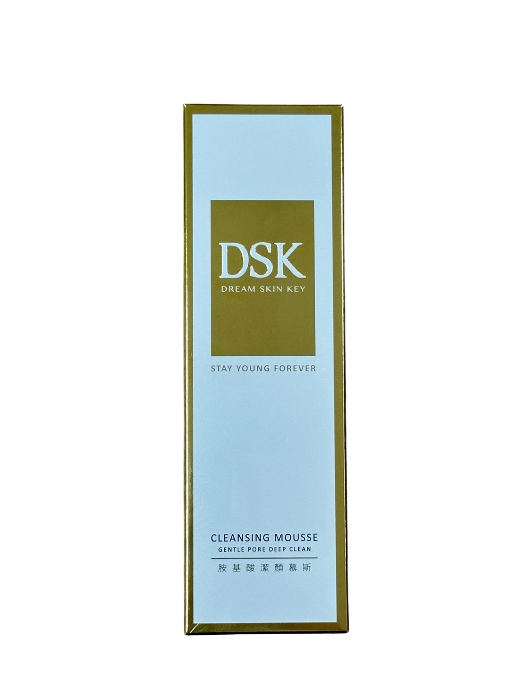 DSK
DREAM SKIN KEY
STAY YOUNG FOREVER
CLEANSING MOUSSE
GENTLE PORE DEEP CLEAN
胺基酸潔顏慕斯